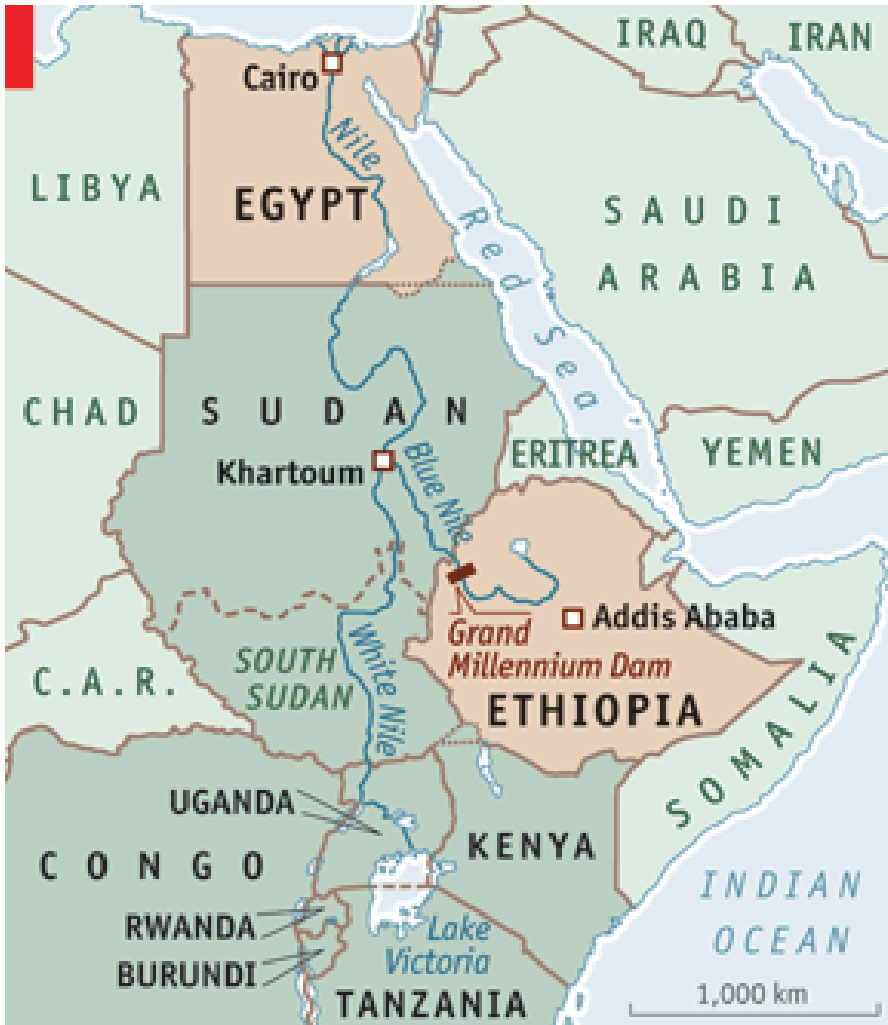 IRAQ
IRAN
Cairo
Nile
LIBYA
EGYPT
SAUDI
ARABIA
Red Sea
CHAD
SUDAN
ERITREA
YEMEN
Khartoum
Blue Nile
Addis Ababa
Grand
Millennium Dam
SOUTH
SUDAN
White Nile
C.A.R.
ETHIOPIA
SOMALIA
UGANDA
KENYA
CONGO
INDIAN
OCEAN
RWANDA
Lake
Victoria
BURUNDI
TANZANIA
1,000 km